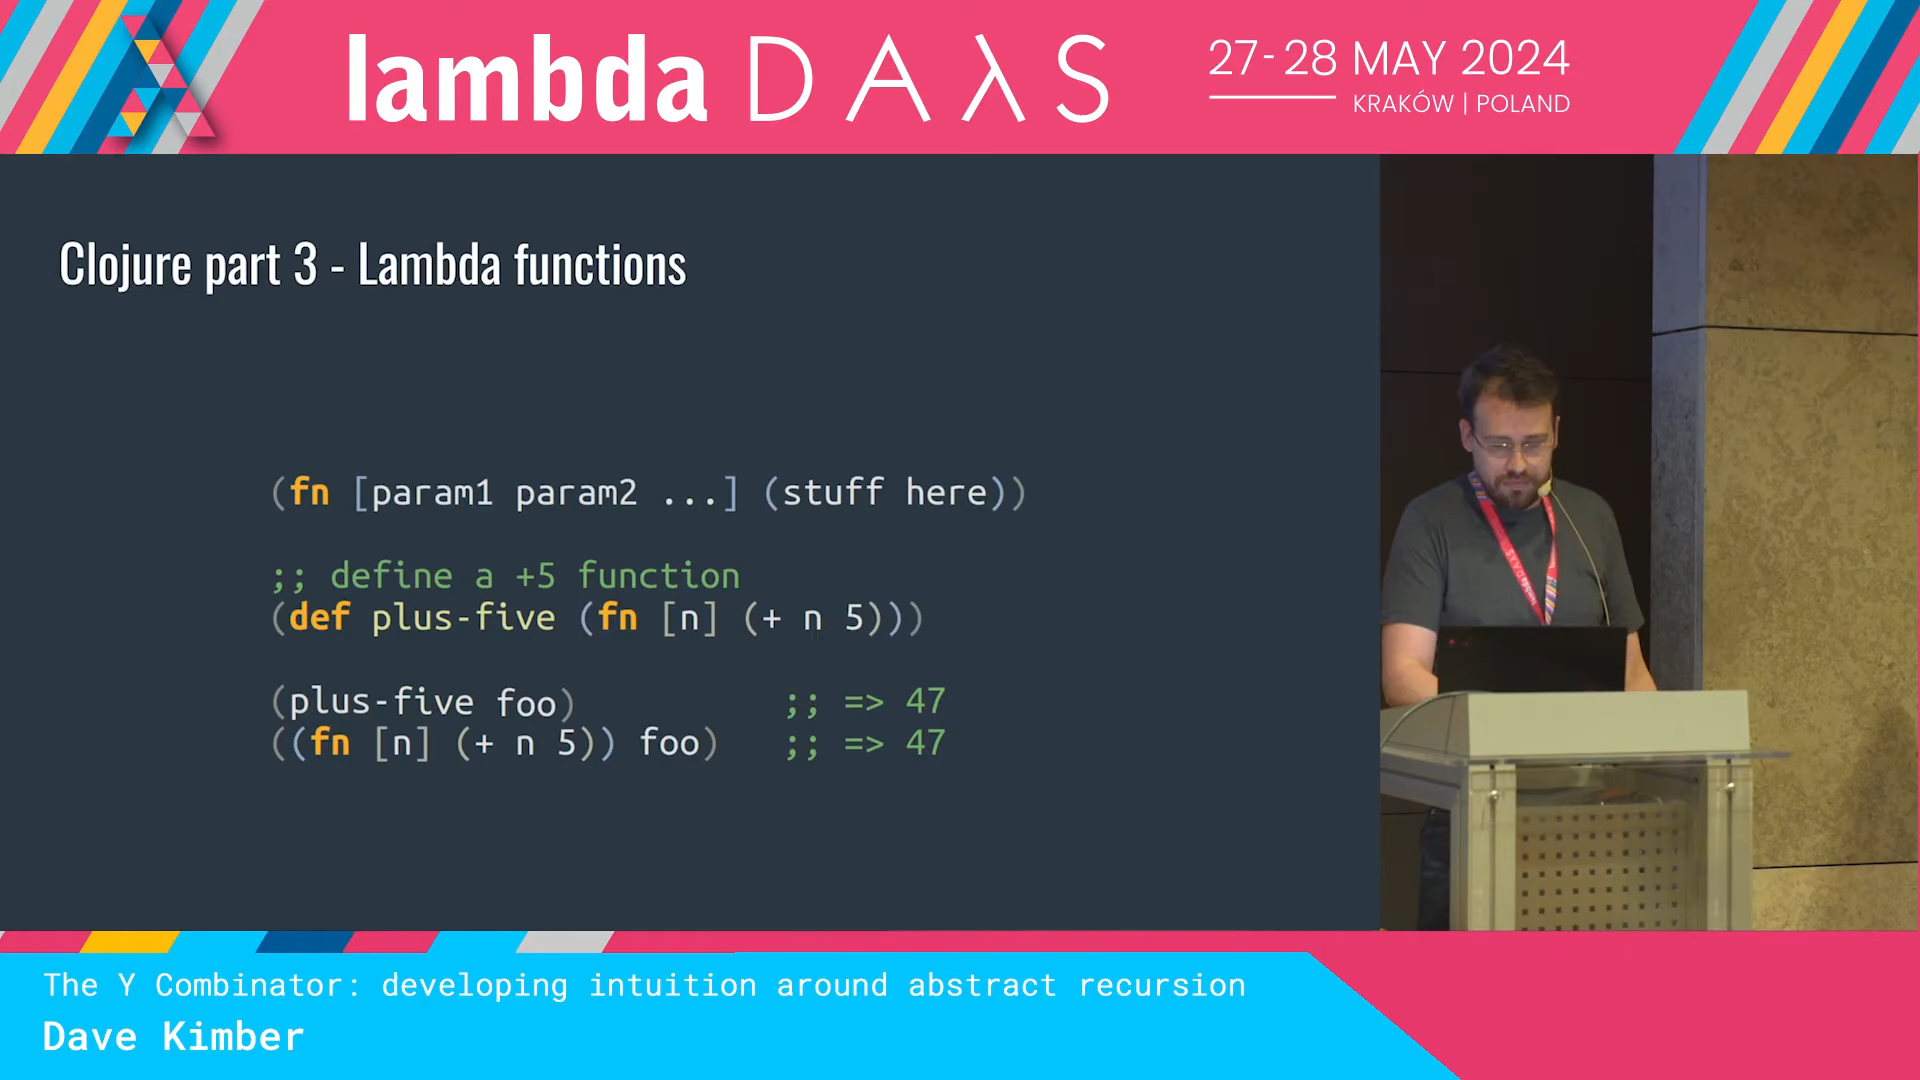 lambda DAλS
27-28 MAY 2024
KRAKÓW | POLAND
Clojure part 3 - Lambda functions
(fn [param1 param2 ...] (stuff here))
;; define a +5 function
(def plus-five (fn [n] (+ n 5)))
(plus-five foo) ;; => 47
((fn [n] (+ n 5)) foo) ;; => 47
The Y Combinator: developing intuition around abstract recursion
Dave Kimber